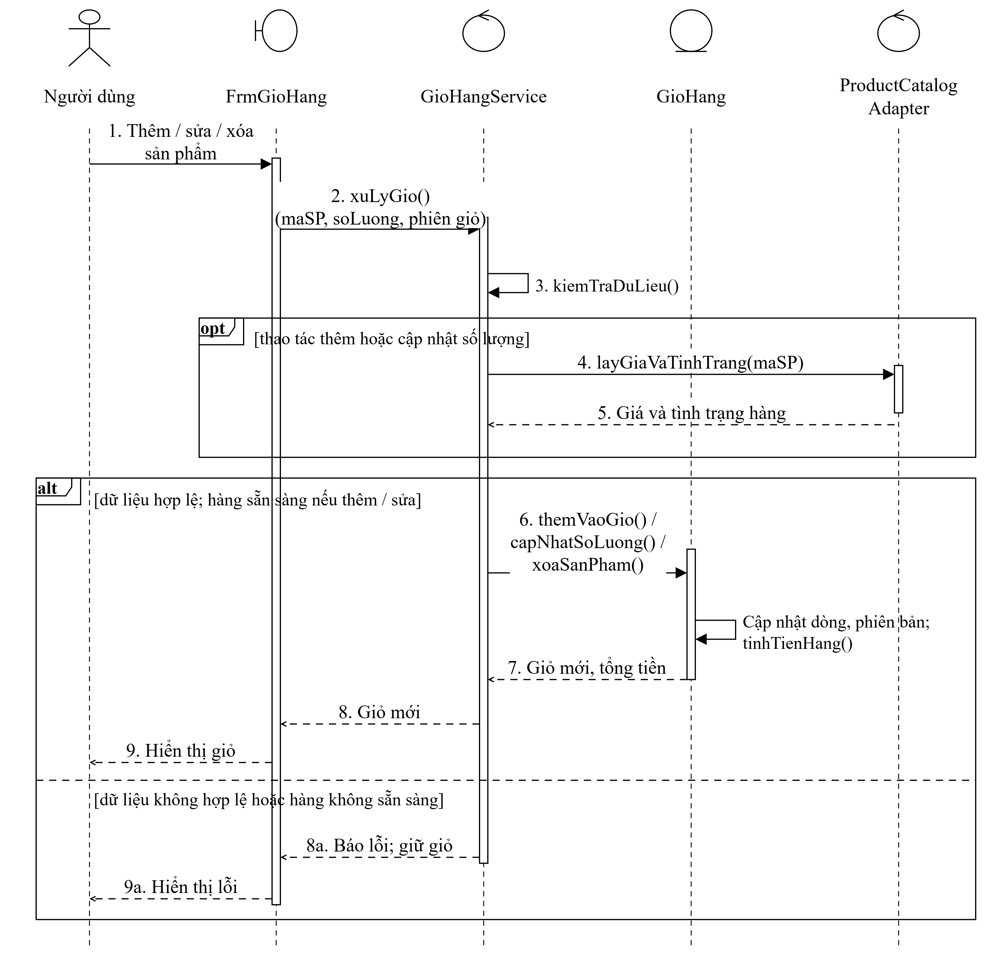 Người dùng
FrmGioHang
GioHangService
GioHang
ProductCatalog
Adapter
1. Thêm / sửa / xóa
sản phẩm
2. xuLyGio()
(maSP, soLuong, phiên giỏ)
3. kiemTraDuLieu()
opt
[thao tác thêm hoặc cập nhật số lượng]
4. layGiaVaTinhTrang(maSP)
5. Giá và tình trạng hàng
alt
[dữ liệu hợp lệ; hàng sẵn sàng nếu thêm / sửa]
6. themVaoGio() /
capNhatSoLuong() /
xoaSanPham()
Cập nhật dòng, phiên bản;
tinhTienHang()
7. Giỏ mới, tổng tiền
8. Giỏ mới
9. Hiển thị giỏ
[dữ liệu không hợp lệ hoặc hàng không sẵn sàng]
8a. Báo lỗi; giữ giỏ
9a. Hiển thị lỗi